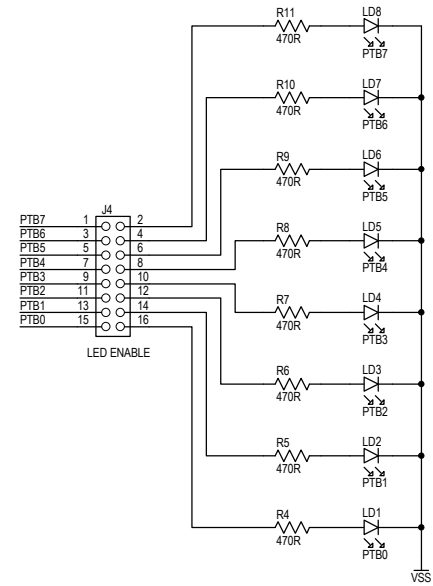 R11 LD8
470R PTB7
R10 LD7
470R PTB6
R9 LD6
470R PTB5
J4
PTB7 1 2
PTB6 3 4
PTB5 5 6
PTB4 7 8
PTB3 9 10
PTB2 11 12
PTB1 13 14
PTB0 15 16
LED ENABLE
R8 LD5
470R PTB4
R7 LD4
470R PTB3
R6 LD3
470R PTB2
R5 LD2
470R PTB1
R4 LD1
470R PTB0
VSS